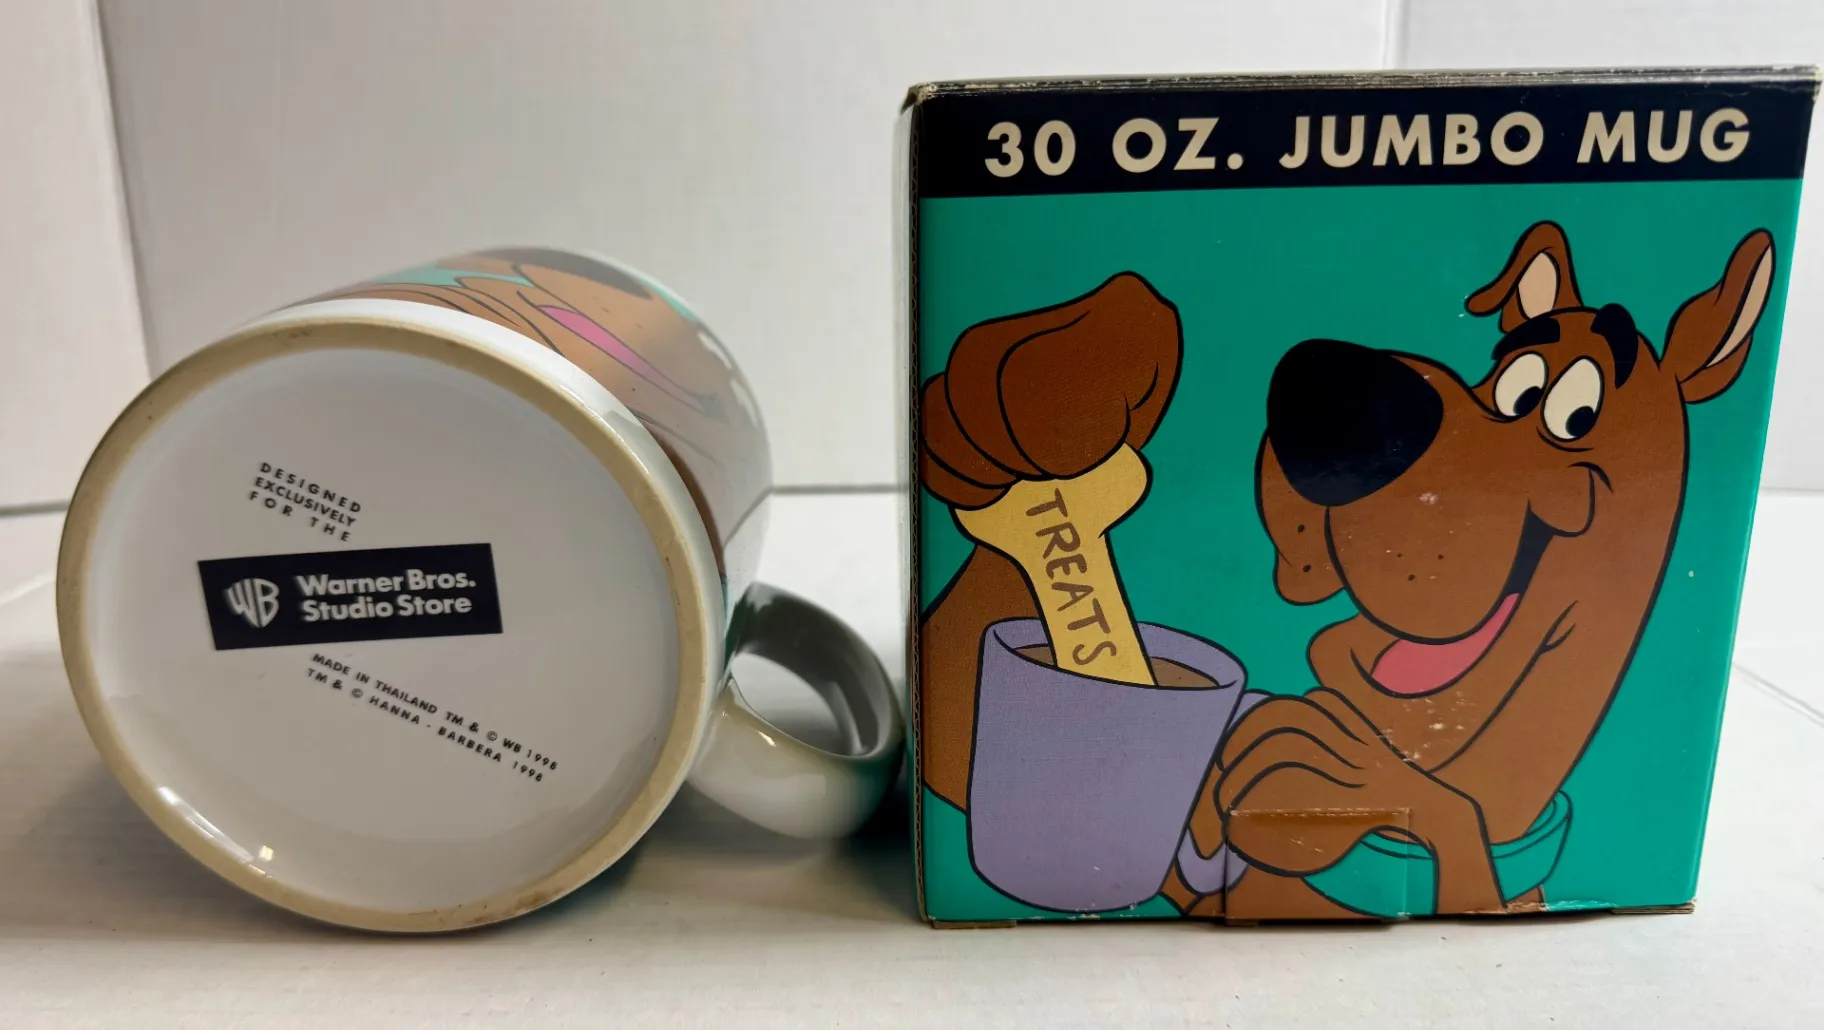 DESIGNED
EXCLUSIVELY
FOR THE
WB Warner Bros.
Studio Store
MADE IN THAILAND TM & © WB 1998
TM & © HANNA - BARBERA 1998
30 OZ. JUMBO MUG
TREATS